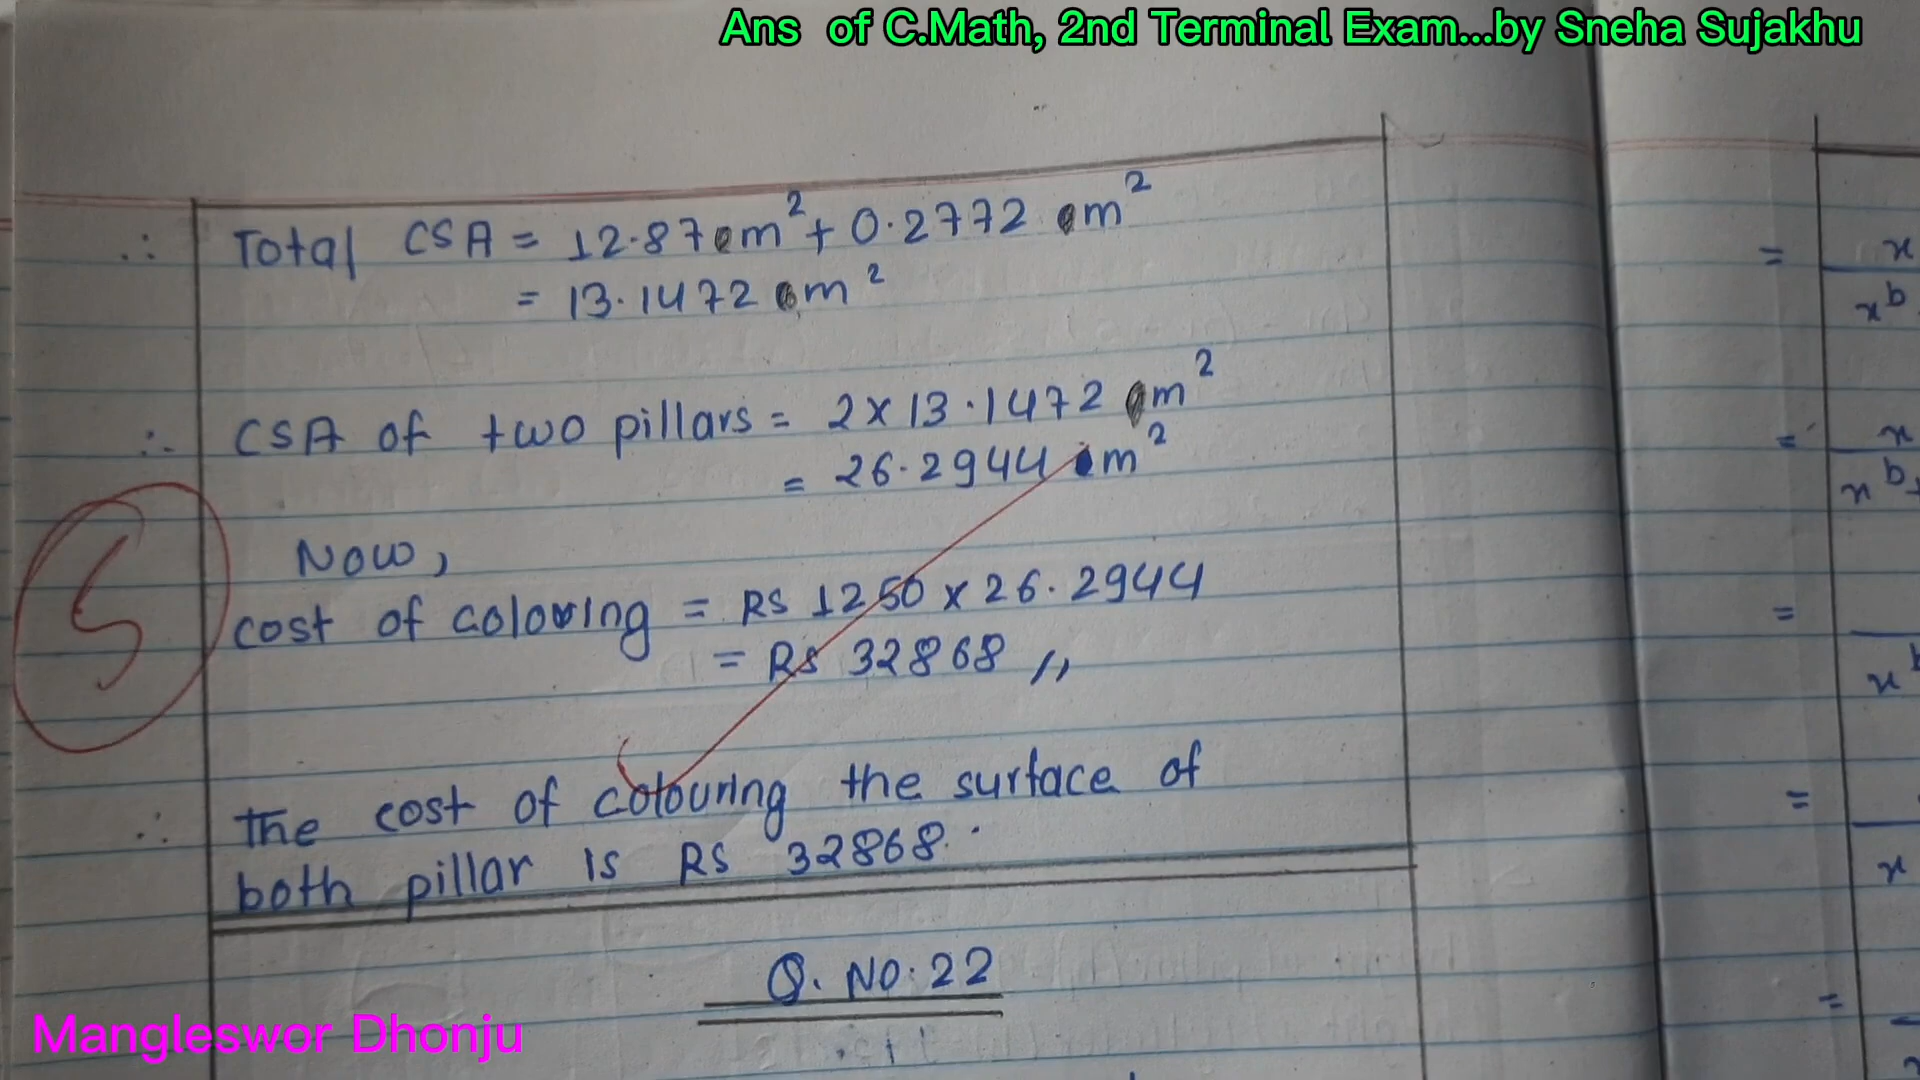 Ans of C.Math, 2nd Terminal Exam...by Sneha Sujakhu
∴ Total CSA = 12.87 m² + 0.2772 m²
= 13.1472 m²
∴ CSA of two pillars = 2 x 13.1472 m²
= 26.2944 m²
5
Now,
cost of coloring = RS 1250 x 26.2944
= RS 32868 //
∴ The cost of colouring the surface of
both pillar is RS 32868.
Q. NO: 22
Mangleswor Dhonju